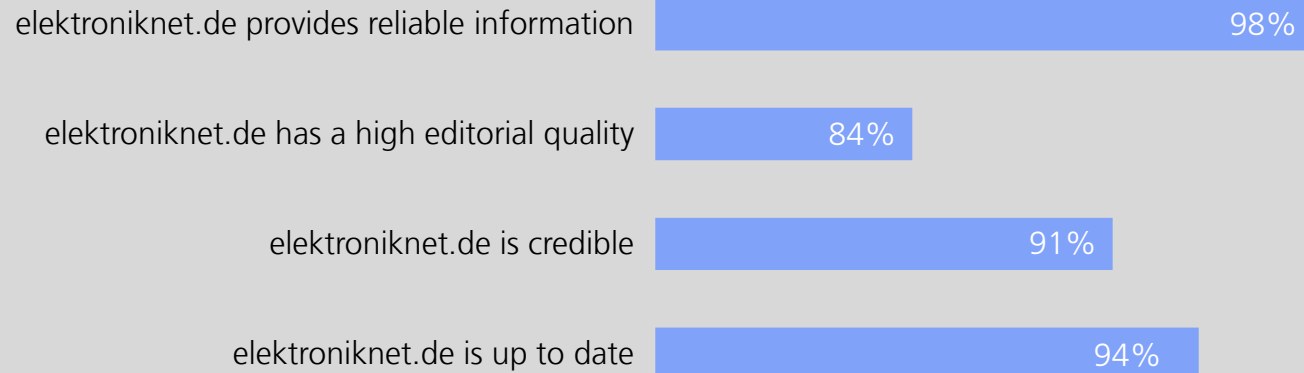 elektroniknet.de provides reliable information 98%
elektroniknet.de has a high editorial quality 84%
elektroniknet.de is credible 91%
elektroniknet.de is up to date 94%